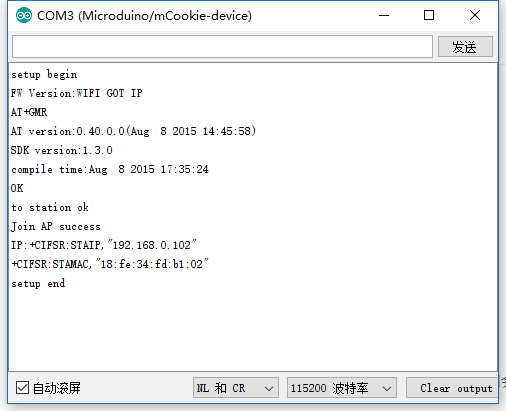 COM3 (Microduino/mCookie-device)
发送
setup begin
FW Version:WIFI GOT IP
AT+GMR
AT version:0.40.0.0(Aug  8 2015 14:45:58)
SDK version:1.3.0
compile time:Aug  8 2015 17:35:24
OK
to station ok
Join AP success
IP:+CIFSR:STAIP,"192.168.0.102"
+CIFSR:STAMAC,"18:fe:34:fd:b1:02"
setup end
自动滚屏 NL 和 CR 115200 波特率 Clear output